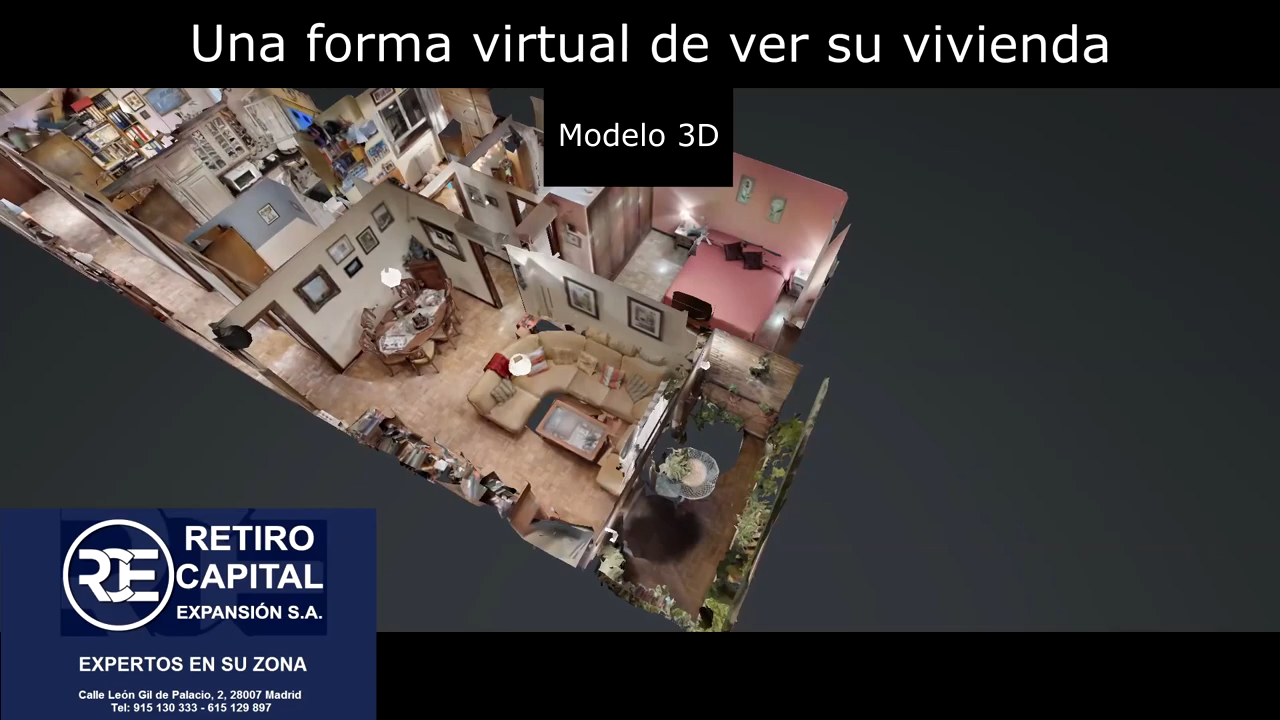 Una forma virtual de ver su vivienda
Modelo 3D
RCE
RETIRO
CAPITAL
EXPANSIÓN S.A.
EXPERTOS EN SU ZONA
Calle León Gil de Palacio, 2, 28007 Madrid
Tel: 915 130 333 - 615 129 897